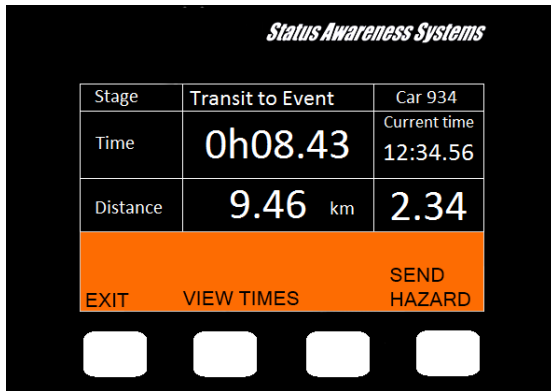 Status Awareness Systems
Stage Transit to Event Car 934
Time 0h08.43 Current time
12:34.56
Distance 9.46 km 2.34
EXIT VIEW TIMES SEND
HAZARD